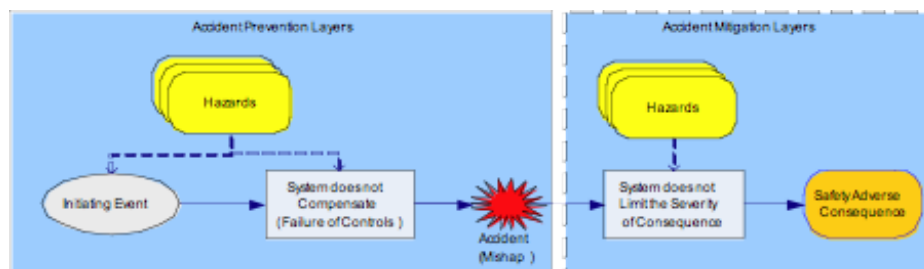 Accident Prevention Layers
Hazards
Initiating Event
System does not
Compensate
(Failure of Controls )
Accident
(Mishap )
Accident Mitigation Layers
Hazards
System does not
Limit the Severity
of Consequence
Safety Adverse
Consequence